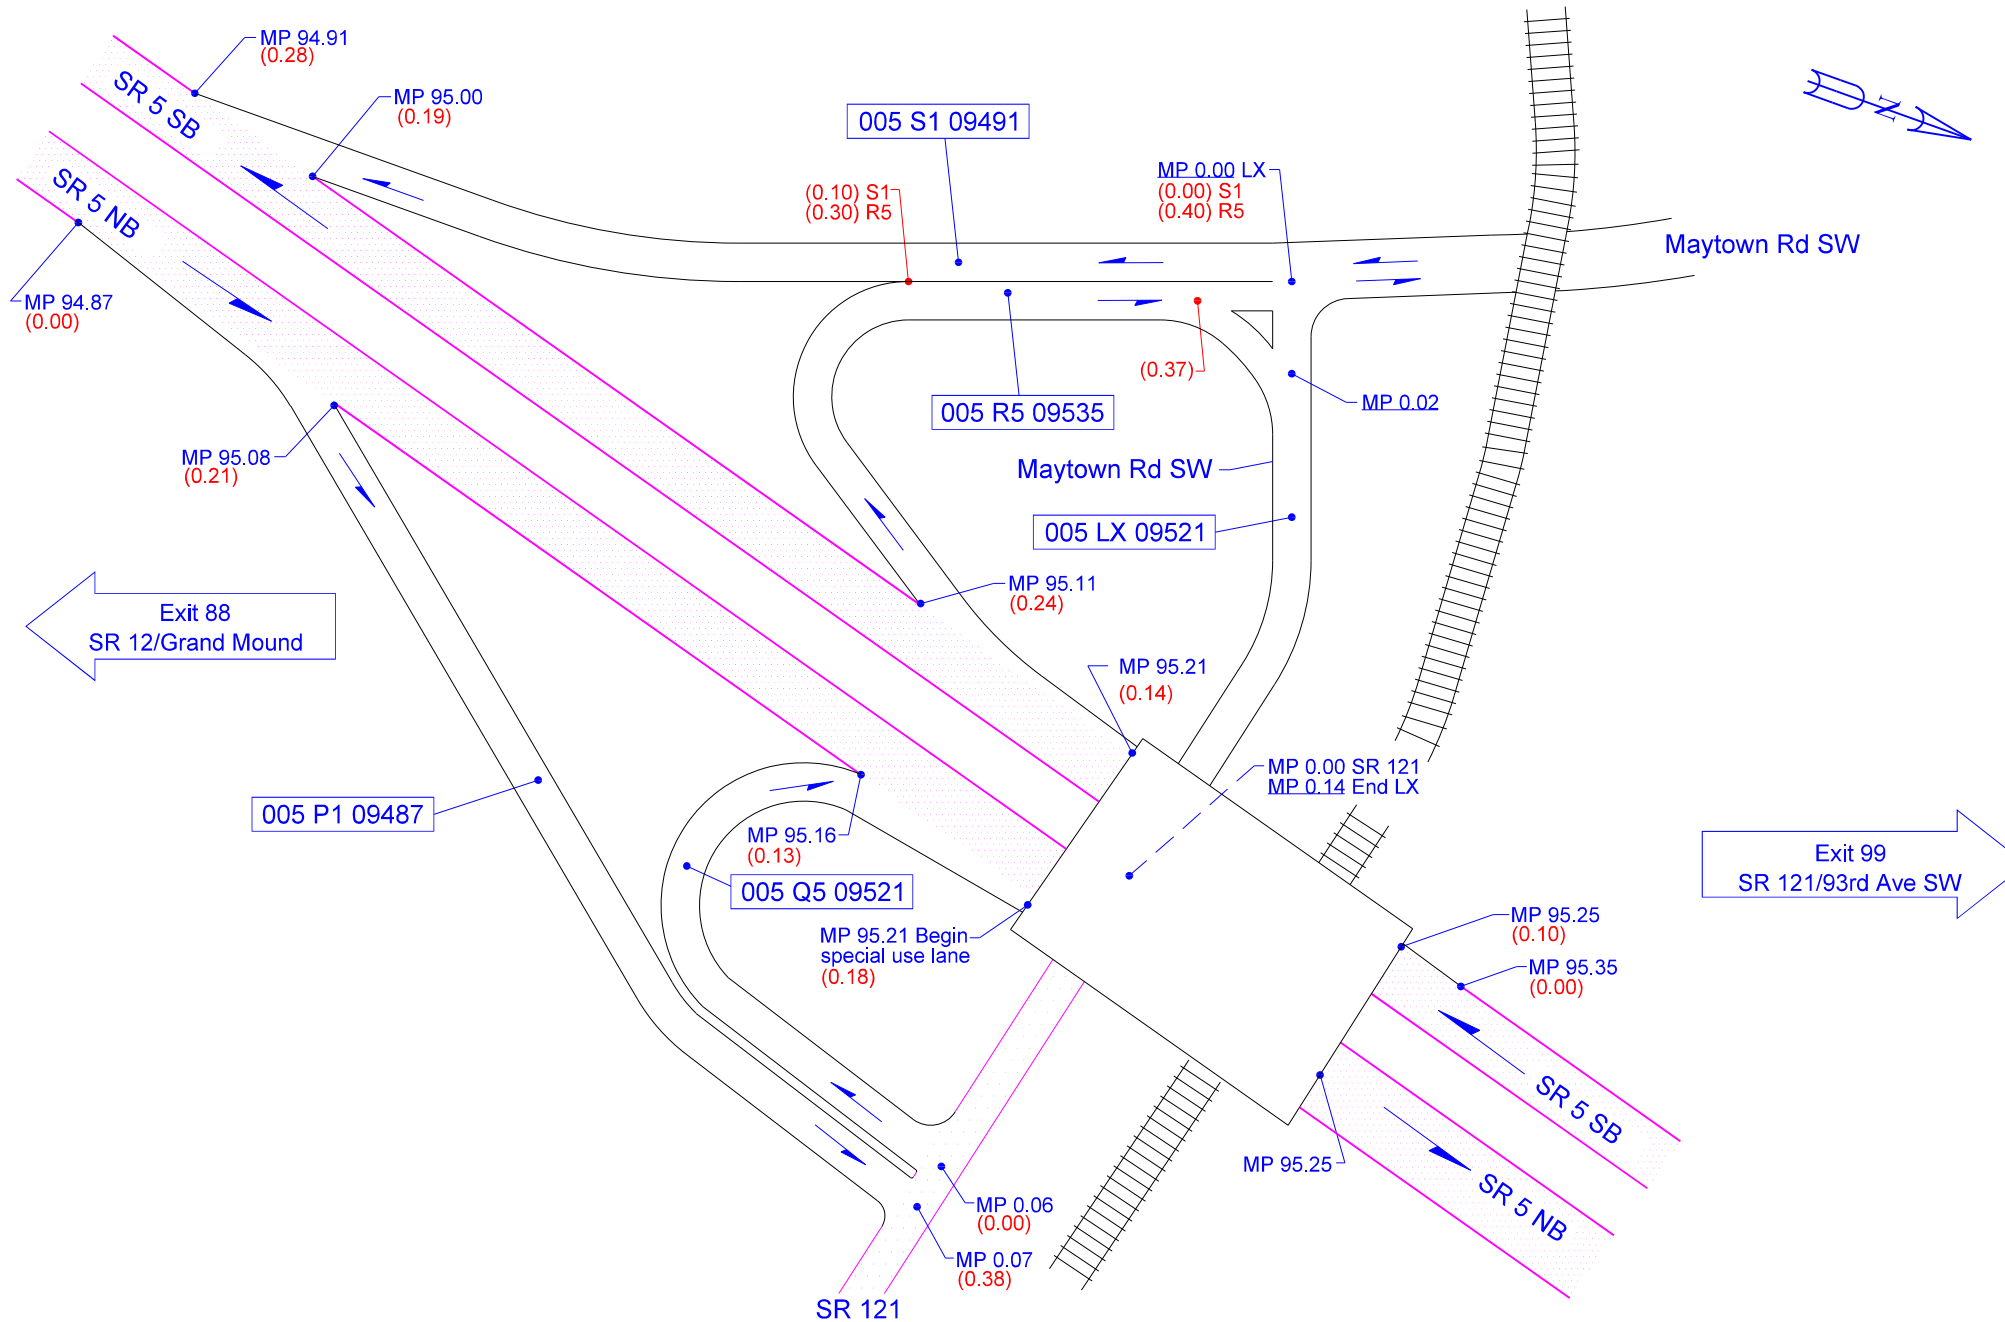 MP 94.91
(0.28)
SR 5 SB
MP 95.00
(0.19)
005 S1 09491
N
SR 5 NB
MP 0.00 LX
(0.00) S1
(0.40) R5
(0.10) S1
(0.30) R5
Maytown Rd SW
MP 94.87
(0.00)
(0.37)
005 R5 09535
MP 0.02
MP 95.08
(0.21)
Maytown Rd SW
005 LX 09521
MP 95.11
(0.24)
Exit 88
SR 12/Grand Mound
MP 95.21
(0.14)
MP 0.00 SR 121
MP 0.14 End LX
005 P1 09487
MP 95.16
(0.13)
005 Q5 09521
Exit 99
SR 121/93rd Ave SW
MP 95.21 Begin
special use lane
(0.18)
MP 95.25
(0.10)
MP 95.35
(0.00)
SR 5 SB
MP 95.25
SR 5 NB
MP 0.06
(0.00)
MP 0.07
(0.38)
SR 121